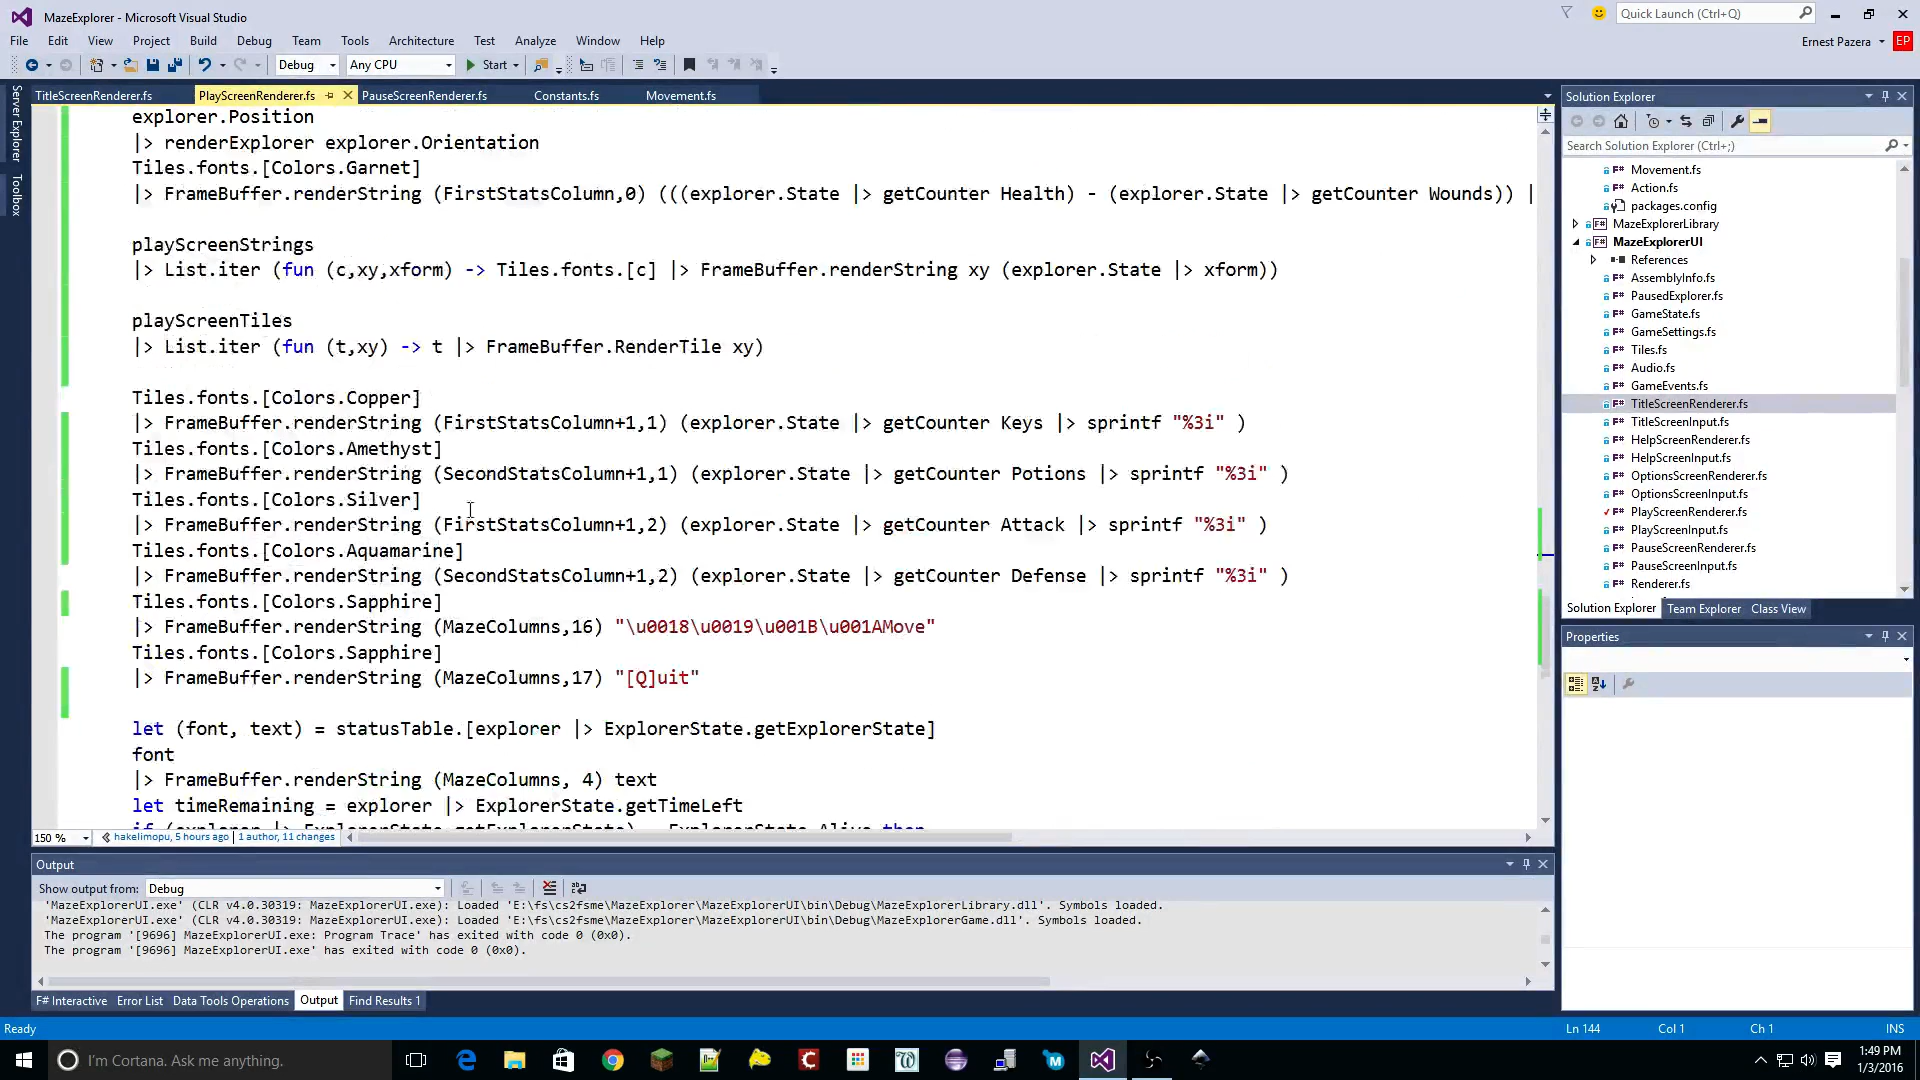 MazeExplorer - Microsoft Visual Studio
Quick Launch (Ctrl+Q)
File Edit View Project Build Debug Team Tools Architecture Test Analyze Window Help
Ernest Pazera EP
Debug Any CPU Start
Server Explorer
Toolbox
TitleScreenRenderer.fs PlayScreenRenderer.fs PauseScreenRenderer.fs Constants.fs Movement.fs
explorer.Position
|> renderExplorer explorer.Orientation
Tiles.fonts.[Colors.Garnet]
|> FrameBuffer.renderString (FirstStatsColumn,0) (((explorer.State |> getCounter Health) - (explorer.State |> getCounter Wounds)) |
playScreenStrings
|> List.iter (fun (c,xy,xform) -> Tiles.fonts.[c] |> FrameBuffer.renderString xy (explorer.State |> xform))
playScreenTiles
|> List.iter (fun (t,xy) -> t |> FrameBuffer.RenderTile xy)
Tiles.fonts.[Colors.Copper]
|> FrameBuffer.renderString (FirstStatsColumn+1,1) (explorer.State |> getCounter Keys |> sprintf "%3i" )
Tiles.fonts.[Colors.Amethyst]
|> FrameBuffer.renderString (SecondStatsColumn+1,1) (explorer.State |> getCounter Potions |> sprintf "%3i" )
Tiles.fonts.[Colors.Silver]
|> FrameBuffer.renderString (FirstStatsColumn+1,2) (explorer.State |> getCounter Attack |> sprintf "%3i" )
Tiles.fonts.[Colors.Aquamarine]
|> FrameBuffer.renderString (SecondStatsColumn+1,2) (explorer.State |> getCounter Defense |> sprintf "%3i" )
Tiles.fonts.[Colors.Sapphire]
|> FrameBuffer.renderString (MazeColumns,16) "\u0018\u0019\u001B\u001AMove"
Tiles.fonts.[Colors.Sapphire]
|> FrameBuffer.renderString (MazeColumns,17) "[Q]uit"
let (font, text) = statusTable.[explorer |> ExplorerState.getExplorerState]
font
|> FrameBuffer.renderString (MazeColumns, 4) text
let timeRemaining = explorer |> ExplorerState.getTimeLeft
if (explorer |> ExplorerState.getExplorerState) = ExplorerState.Alive then
150 % hakelimopu, 5 hours ago | 1 author, 11 changes
Output
Show output from: Debug
'MazeExplorerUI.exe' (CLR v4.0.30319: MazeExplorerUI.exe): Loaded 'E:\fs\cs2fsme\MazeExplorer\MazeExplorerUI\bin\Debug\MazeExplorerLibrary.dll'. Symbols loaded.
'MazeExplorerUI.exe' (CLR v4.0.30319: MazeExplorerUI.exe): Loaded 'E:\fs\cs2fsme\MazeExplorer\MazeExplorerUI\bin\Debug\MazeExplorerGame.dll'. Symbols loaded.
The program '[9696] MazeExplorerUI.exe: Program Trace' has exited with code 0 (0x0).
The program '[9696] MazeExplorerUI.exe' has exited with code 0 (0x0).
F# Interactive Error List Data Tools Operations Output Find Results 1
Solution Explorer
Search Solution Explorer (Ctrl+;)
F# Movement.fs
F# Action.fs
packages.config
F# MazeExplorerLibrary
F# MazeExplorerUI
References
F# AssemblyInfo.fs
F# PausedExplorer.fs
F# GameState.fs
F# GameSettings.fs
F# Tiles.fs
F# Audio.fs
F# GameEvents.fs
F# TitleScreenRenderer.fs
F# TitleScreenInput.fs
F# HelpScreenRenderer.fs
F# HelpScreenInput.fs
F# OptionsScreenRenderer.fs
F# OptionsScreenInput.fs
F# PlayScreenRenderer.fs
F# PlayScreenInput.fs
F# PauseScreenRenderer.fs
F# PauseScreenInput.fs
F# Renderer.fs
Solution Explorer Team Explorer Class View
Properties
Ready
Ln 144 Col 1 Ch 1 INS
I'm Cortana. Ask me anything.
1:49 PM
1/3/2016